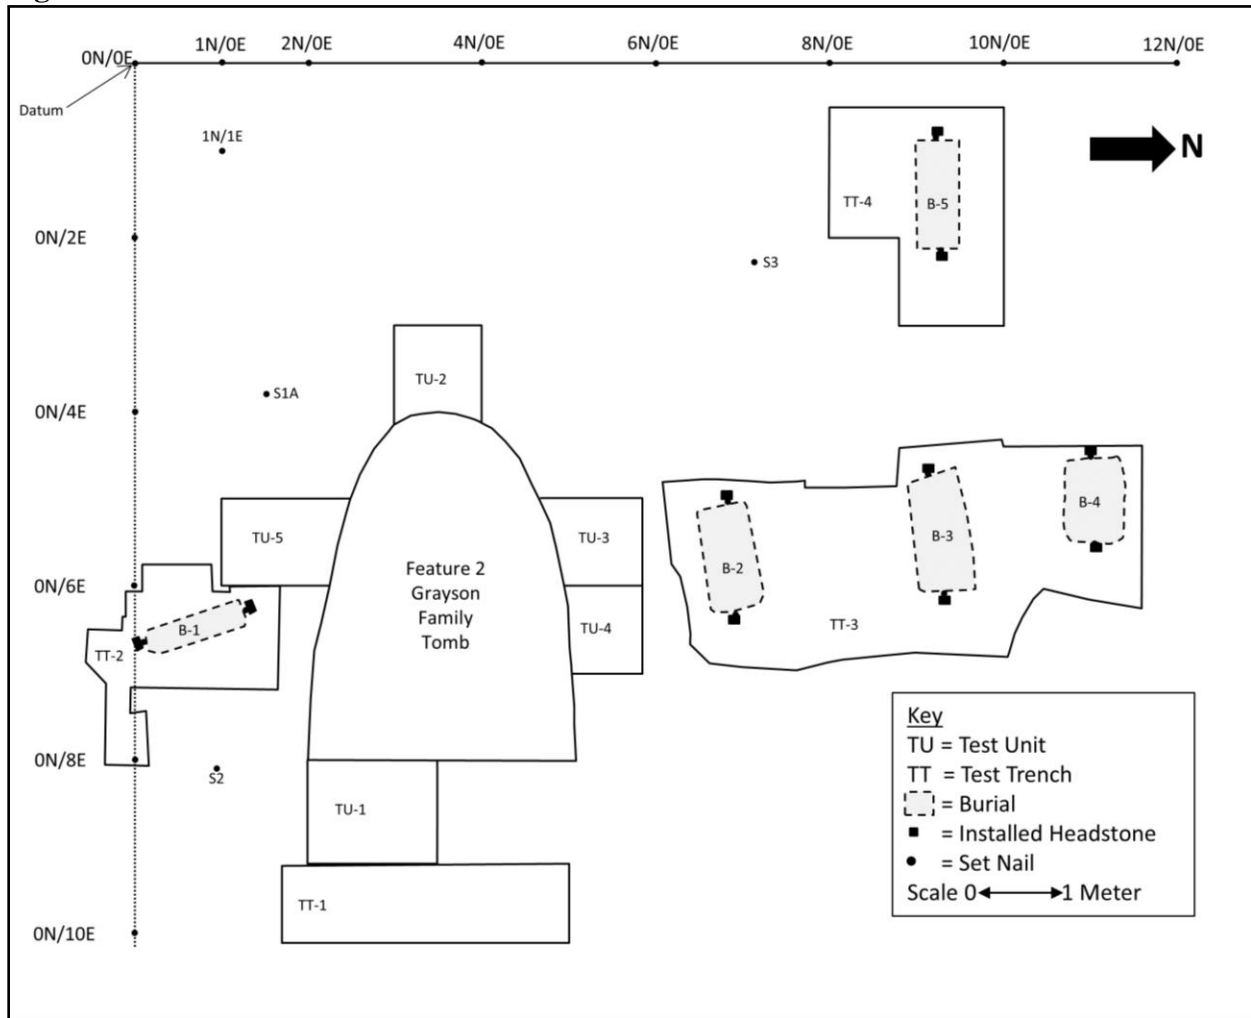 0N/0E
1N/0E
2N/0E
4N/0E
6N/0E
8N/0E
10N/0E
12N/0E
Datum
1N/1E
N
TT-4
B-5
0N/2E
S3
TU-2
S1A
0N/4E
B-4
TU-5
TU-3
B-3
B-2
Feature 2
Grayson
Family
Tomb
0N/6E
B-1
TU-4
TT-3
TT-2
0N/8E
S2
TU-1
TT-1
0N/10E
Key
TU = Test Unit
TT = Test Trench
= Burial
= Installed Headstone
= Set Nail
Scale 0 1 Meter